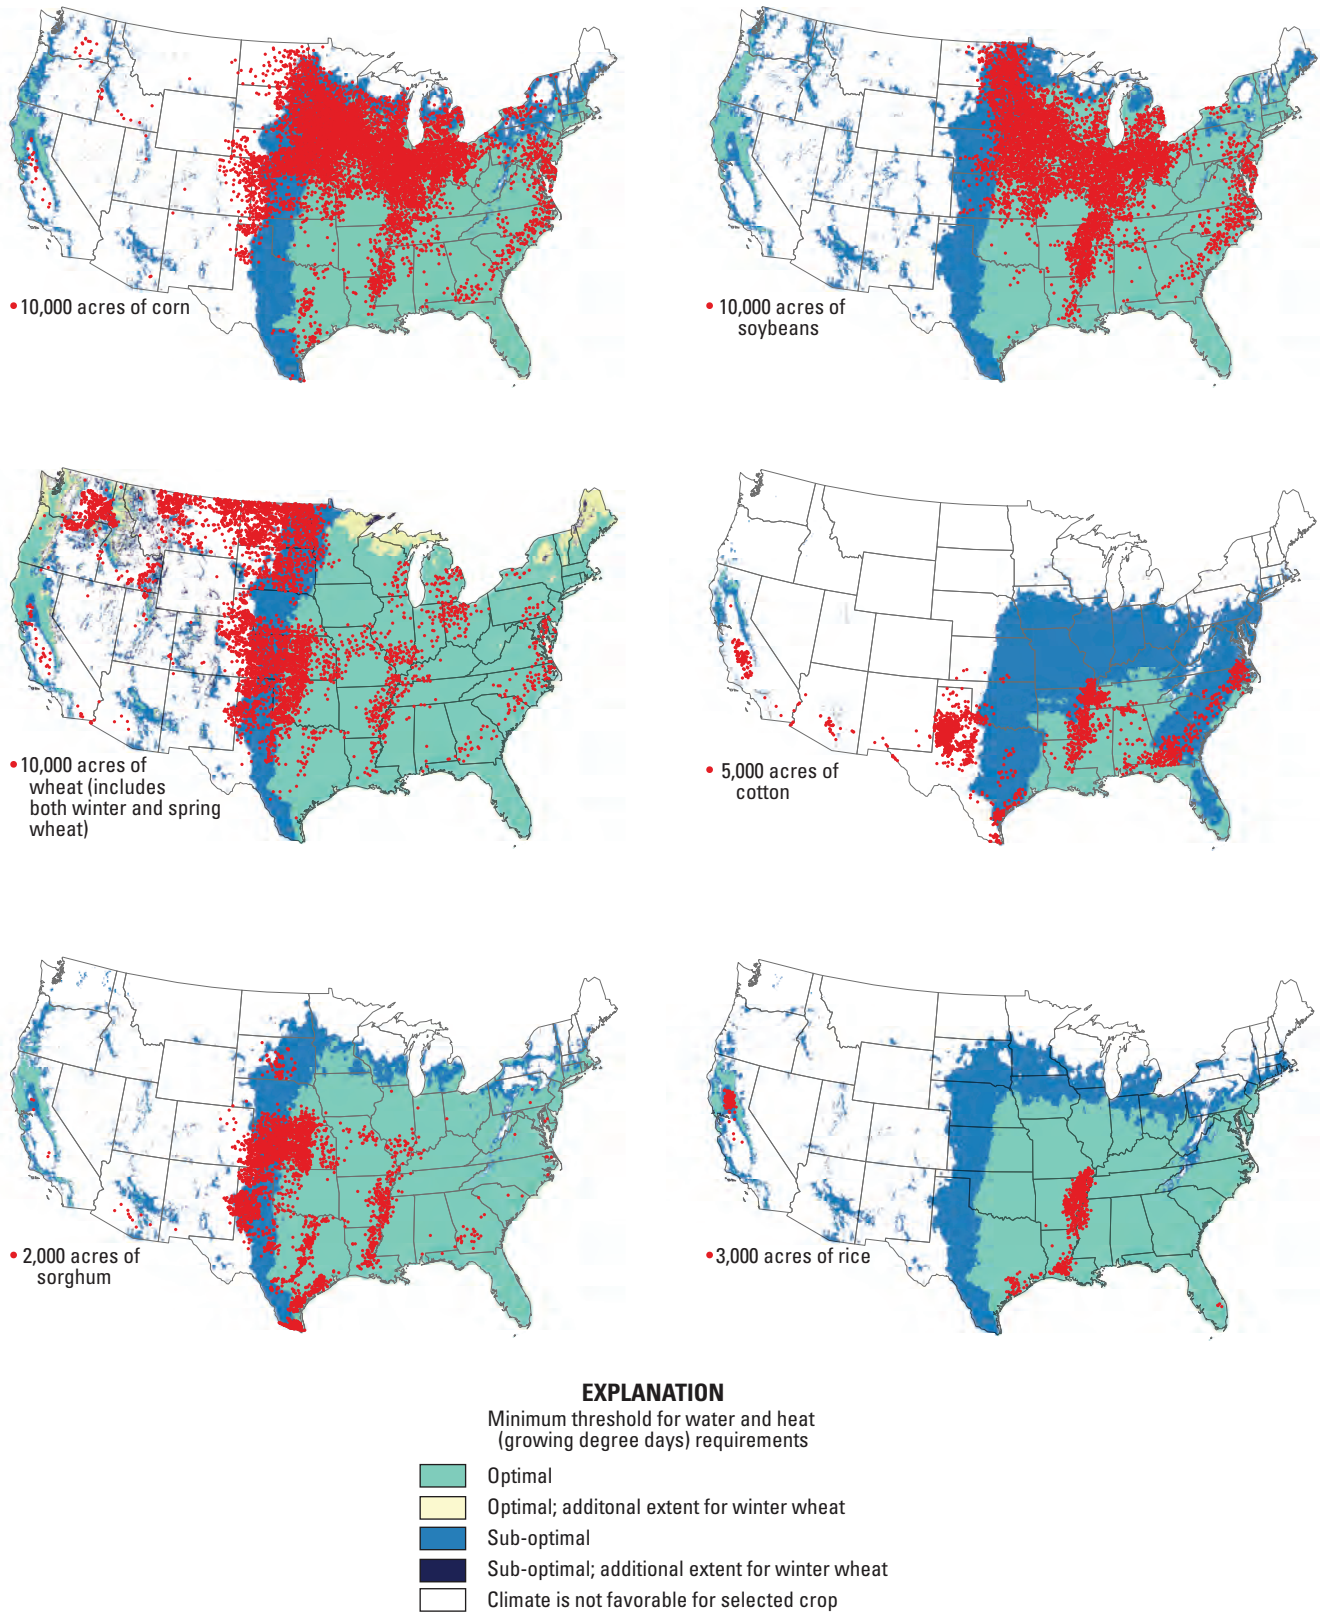 10,000 acres of corn
10,000 acres of
soybeans
10,000 acres of
wheat (includes
both winter and spring
wheat)
5,000 acres of
cotton
2,000 acres of
sorghum
3,000 acres of rice
EXPLANATION
Minimum threshold for water and heat
(growing degree days) requirements
Optimal
Optimal; additonal extent for winter wheat
Sub-optimal
Sub-optimal; additional extent for winter wheat
Climate is not favorable for selected crop